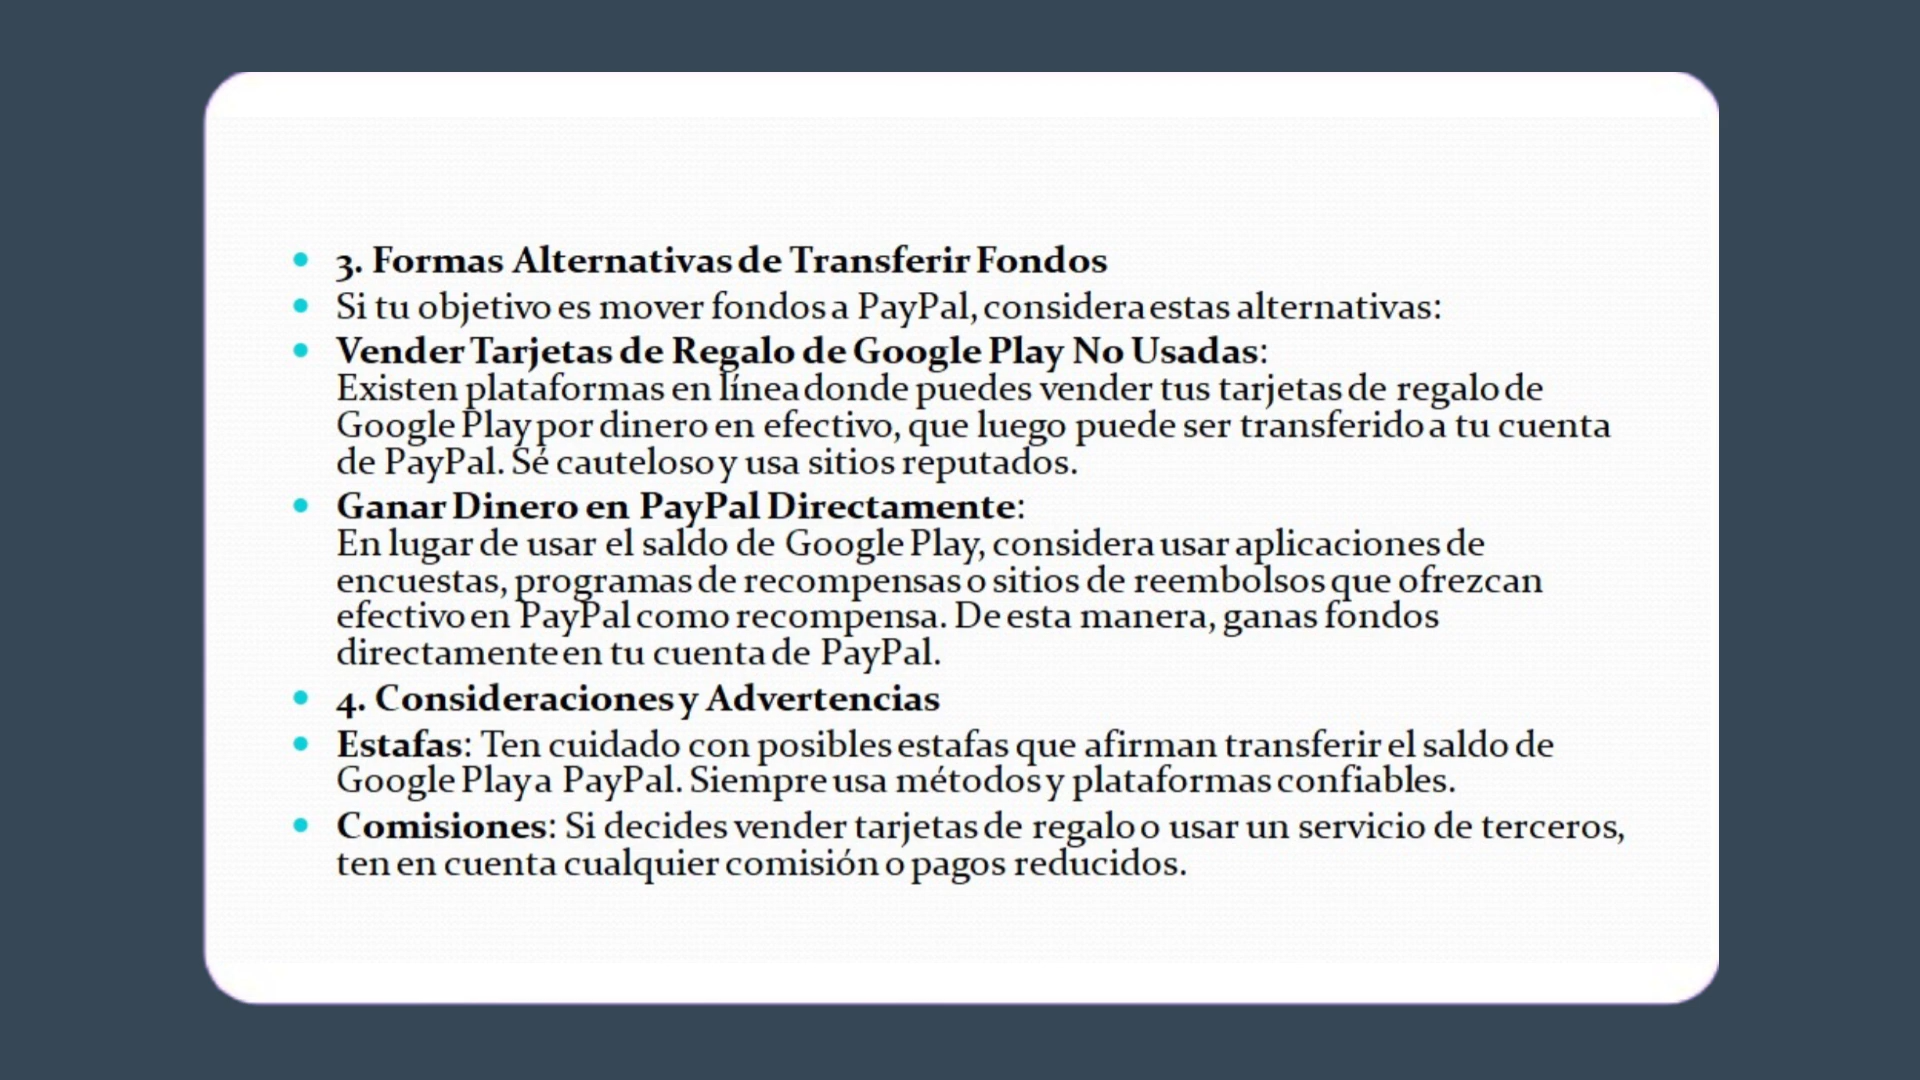 3. Formas Alternativas de Transferir Fondos
Si tu objetivo es mover fondos a PayPal, considera estas alternativas:
Vender Tarjetas de Regalo de Google Play No Usadas:
Existen plataformas en línea donde puedes vender tus tarjetas de regalo de
Google Play por dinero en efectivo, que luego puede ser transferido a tu cuenta
de PayPal. Sé cauteloso y usa sitios reputados.
Ganar Dinero en PayPal Directamente:
En lugar de usar el saldo de Google Play, considera usar aplicaciones de
encuestas, programas de recompensas o sitios de reembolsos que ofrezcan
efectivo en PayPal como recompensa. De esta manera, ganas fondos
directamente en tu cuenta de PayPal.
4. Consideraciones y Advertencias
Estafas: Ten cuidado con posibles estafas que afirman transferir el saldo de
Google Play a PayPal. Siempre usa métodos y plataformas confiables.
Comisiones: Si decides vender tarjetas de regalo o usar un servicio de terceros,
ten en cuenta cualquier comisión o pagos reducidos.